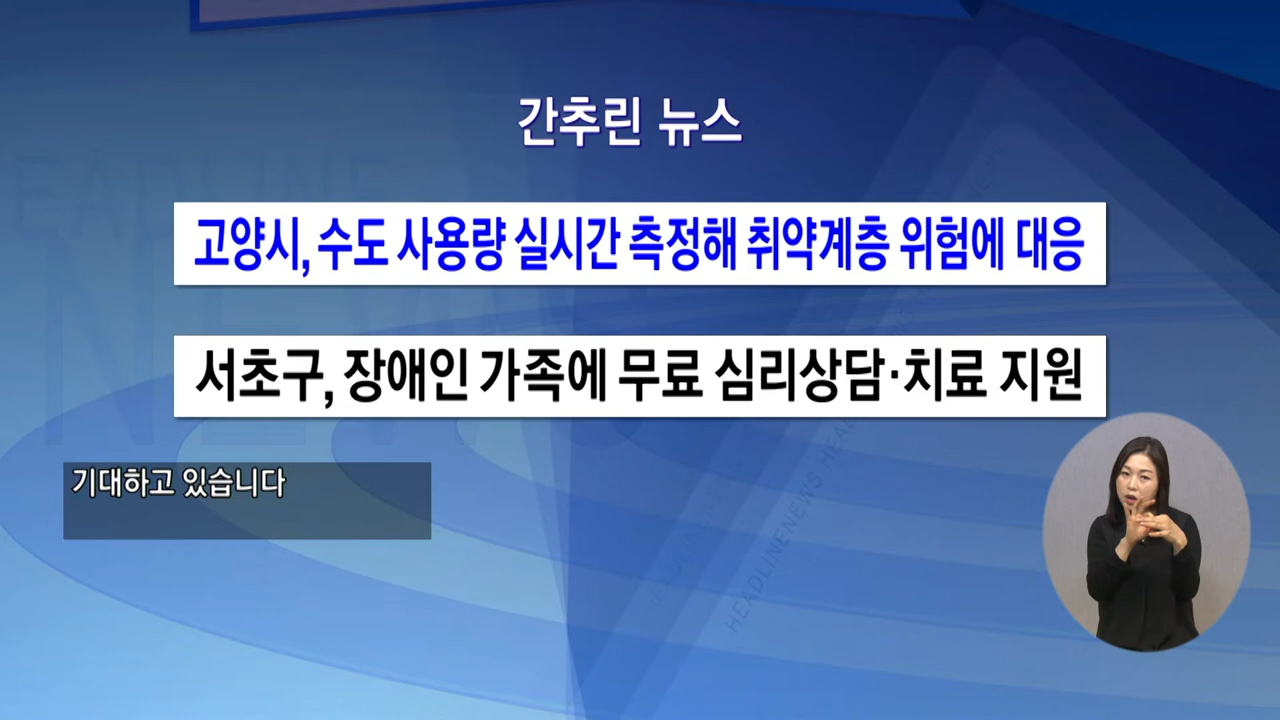 간추린 뉴스
고양시, 수도 사용량 실시간 측정해 취약계층 위험에 대응
서초구, 장애인 가족에 무료 심리상담·치료 지원
기대하고 있습니다
HEADLINENEWS